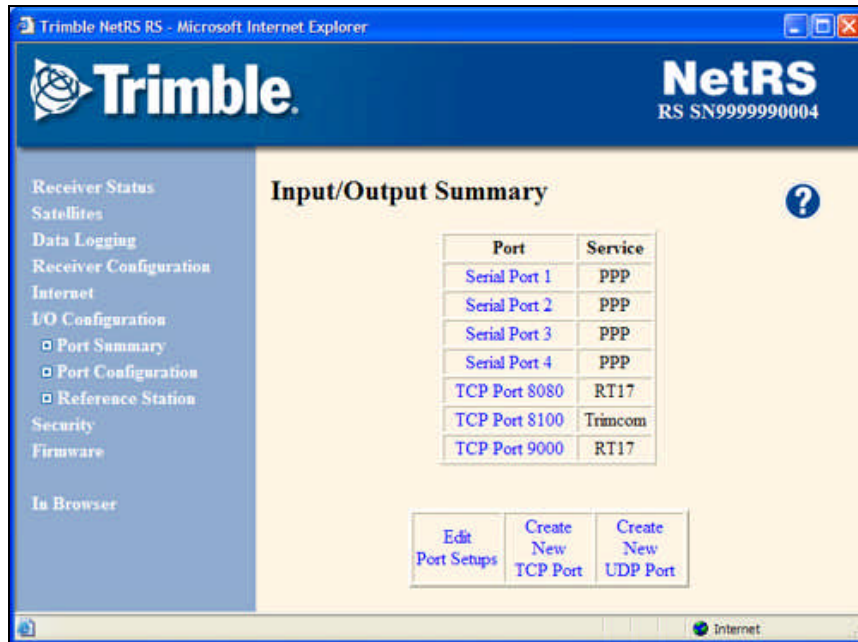 Trimble NetRS RS - Microsoft Internet Explorer
Trimble.
NetRS
RS SN9999990004
Receiver Status
Satellites
Data Logging
Receiver Configuration
Internet
I/O Configuration
Port Summary
Port Configuration
Reference Station
Security
Firmware
In Browser
Input/Output Summary
?
Port Service
Serial Port 1 PPP
Serial Port 2 PPP
Serial Port 3 PPP
Serial Port 4 PPP
TCP Port 8080 RT17
TCP Port 8100 Trimcom
TCP Port 9000 RT17
Edit
Port Setups
Create
New
TCP Port
Create
New
UDP Port
Internet